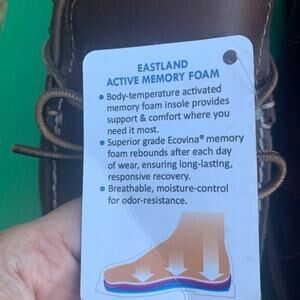 EASTLAND
ACTIVE MEMORY FOAM
• Body-temperature activated
memory foam insole provides
support & comfort where you
need it most.
• Superior grade Ecovina® memory
foam rebounds after each day
of wear, ensuring long-lasting,
responsive recovery.
• Breathable, moisture-control
for odor-resistance.